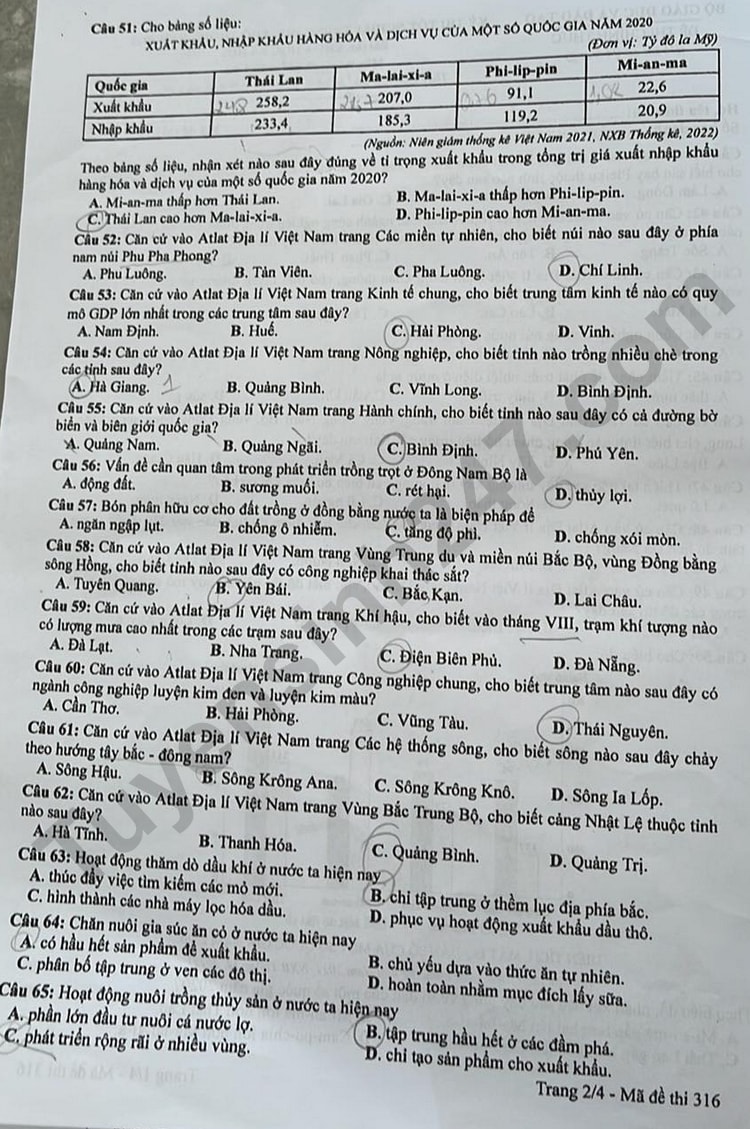 Câu 51: Cho bảng số liệu:
XUẤT KHẨU, NHẬP KHẨU HÀNG HÓA VÀ DỊCH VỤ CỦA MỘT SỐ QUỐC GIA NĂM 2020
(Đơn vị: Tỷ đô la Mỹ)
Quốc gia Thái Lan Ma-lai-xi-a Phi-lip-pin Mi-an-ma
Xuất khẩu 258,2 207,0 91,1 22,6
Nhập khẩu 233,4 185,3 119,2 20,9
(Nguồn: Niên giám thống kê Việt Nam 2021, NXB Thống kê, 2022)
Theo bảng số liệu, nhận xét nào sau đây đúng về tỉ trọng xuất khẩu trong tổng trị giá xuất nhập khẩu
hàng hóa và dịch vụ của một số quốc gia năm 2020?
A. Mi-an-ma thấp hơn Thái Lan. B. Ma-lai-xi-a thấp hơn Phi-lip-pin.
C. Thái Lan cao hơn Ma-lai-xi-a. D. Phi-lip-pin cao hơn Mi-an-ma.
Câu 52: Căn cứ vào Atlat Địa lí Việt Nam trang Các miền tự nhiên, cho biết núi nào sau đây ở phía
nam núi Phu Pha Phong?
A. Phu Luông. B. Tản Viên. C. Pha Luông. D. Chí Linh.
Câu 53: Căn cứ vào Atlat Địa lí Việt Nam trang Kinh tế chung, cho biết trung tâm kinh tế nào có quy
mô GDP lớn nhất trong các trung tâm sau đây?
A. Nam Định. B. Huế. C. Hải Phòng. D. Vinh.
Câu 54: Căn cứ vào Atlat Địa lí Việt Nam trang Nông nghiệp, cho biết tỉnh nào trồng nhiều chè trong
các tỉnh sau đây?
A. Hà Giang. B. Quảng Bình. C. Vĩnh Long. D. Bình Định.
Câu 55: Căn cứ vào Atlat Địa lí Việt Nam trang Hành chính, cho biết tỉnh nào sau đây có cả đường bờ
biển và biên giới quốc gia?
A. Quảng Nam. B. Quảng Ngãi. C. Bình Định. D. Phú Yên.
Câu 56: Vấn đề cần quan tâm trong phát triển trồng trọt ở Đông Nam Bộ là
A. động đất. B. sương muối. C. rét hại. D. thủy lợi.
Câu 57: Bón phân hữu cơ cho đất trồng ở đồng bằng nước ta là biện pháp để
A. ngăn ngập lụt. B. chống ô nhiễm. C. tăng độ phì. D. chống xói mòn.
Câu 58: Căn cứ vào Atlat Địa lí Việt Nam trang Vùng Trung du và miền núi Bắc Bộ, vùng Đồng bằng
sông Hồng, cho biết tỉnh nào sau đây có công nghiệp khai thác sắt?
A. Tuyên Quang. B. Yên Bái. C. Bắc Kạn. D. Lai Châu.
Câu 59: Căn cứ vào Atlat Địa lí Việt Nam trang Khí hậu, cho biết vào tháng VIII, trạm khí tượng nào
có lượng mưa cao nhất trong các trạm sau đây?
A. Đà Lạt. B. Nha Trang. C. Điện Biên Phủ. D. Đà Nẵng.
Câu 60: Căn cứ vào Atlat Địa lí Việt Nam trang Công nghiệp chung, cho biết trung tâm nào sau đây có
ngành công nghiệp luyện kim đen và luyện kim màu?
A. Cần Thơ. B. Hải Phòng. C. Vũng Tàu. D. Thái Nguyên.
Câu 61: Căn cứ vào Atlat Địa lí Việt Nam trang Các hệ thống sông, cho biết sông nào sau đây chảy
theo hướng tây bắc - đông nam?
A. Sông Hậu. B. Sông Krông Ana. C. Sông Krông Knô. D. Sông Ia Lốp.
Câu 62: Căn cứ vào Atlat Địa lí Việt Nam trang Vùng Bắc Trung Bộ, cho biết cảng Nhật Lệ thuộc tỉnh
nào sau đây?
A. Hà Tĩnh. B. Thanh Hóa. C. Quảng Bình. D. Quảng Trị.
Câu 63: Hoạt động thăm dò dầu khí ở nước ta hiện nay
A. thúc đẩy việc tìm kiếm các mỏ mới. B. chỉ tập trung ở thềm lục địa phía bắc.
C. hình thành các nhà máy lọc hóa dầu. D. phục vụ hoạt động xuất khẩu dầu thô.
Câu 64: Chăn nuôi gia súc ăn cỏ ở nước ta hiện nay
A. có hầu hết sản phẩm để xuất khẩu. B. chủ yếu dựa vào thức ăn tự nhiên.
C. phân bố tập trung ở ven các đô thị. D. hoàn toàn nhằm mục đích lấy sữa.
Câu 65: Hoạt động nuôi trồng thủy sản ở nước ta hiện nay
A. phần lớn đầu tư nuôi cá nước lợ. B. tập trung hầu hết ở các đầm phá.
C. phát triển rộng rãi ở nhiều vùng. D. chỉ tạo sản phẩm cho xuất khẩu.
Trang 2/4 - Mã đề thi 316
Tuyensinh247.com